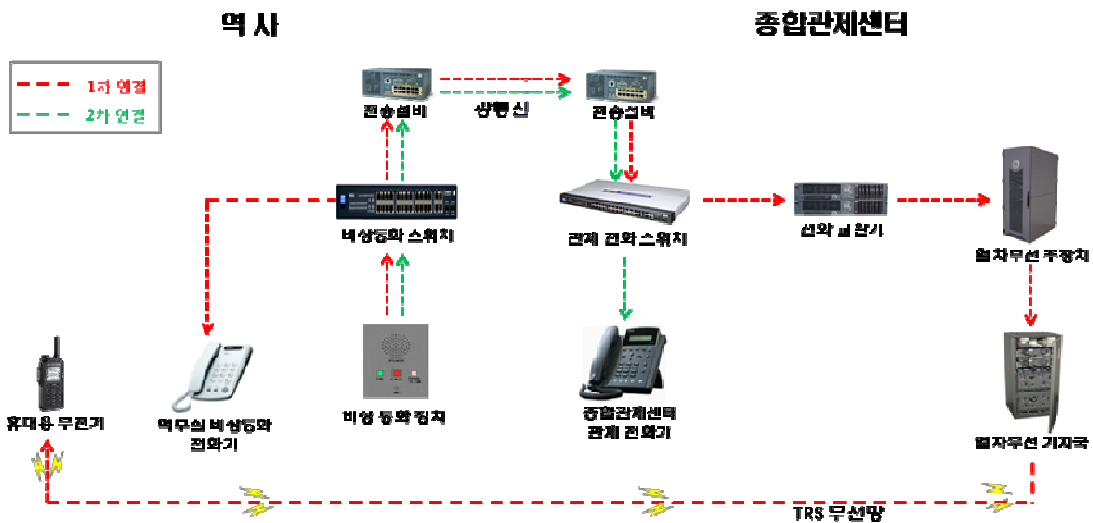 역 사
종합관제센터
1차 연결
2차 연결
전송설비
광통신
전송설비
비상통화 스위치
관제 전화 스위치
전화 교환기
열차무선 주장치
휴대용 무전기
역무실 비상통화
전화기
비상 통화 장치
종합관제센터
관제 전화기
열차무선 기지국
TRS 무선망